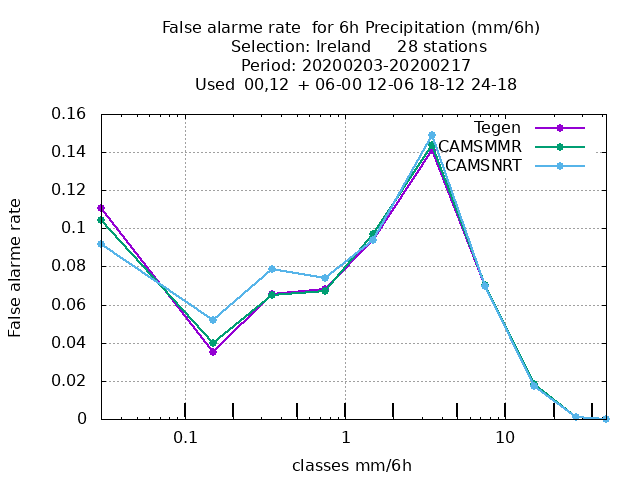 False alarme rate  for 6h Precipitation (mm/6h)
Selection: Ireland     28 stations
Period: 20200203-20200217
Used  00,12  + 06-00 12-06 18-12 24-18
0.16
0.14
0.12
0.1
0.08
0.06
0.04
0.02
0
False alarme rate
Tegen
CAMSMMR
CAMSNRT
0.1
1
10
classes mm/6h